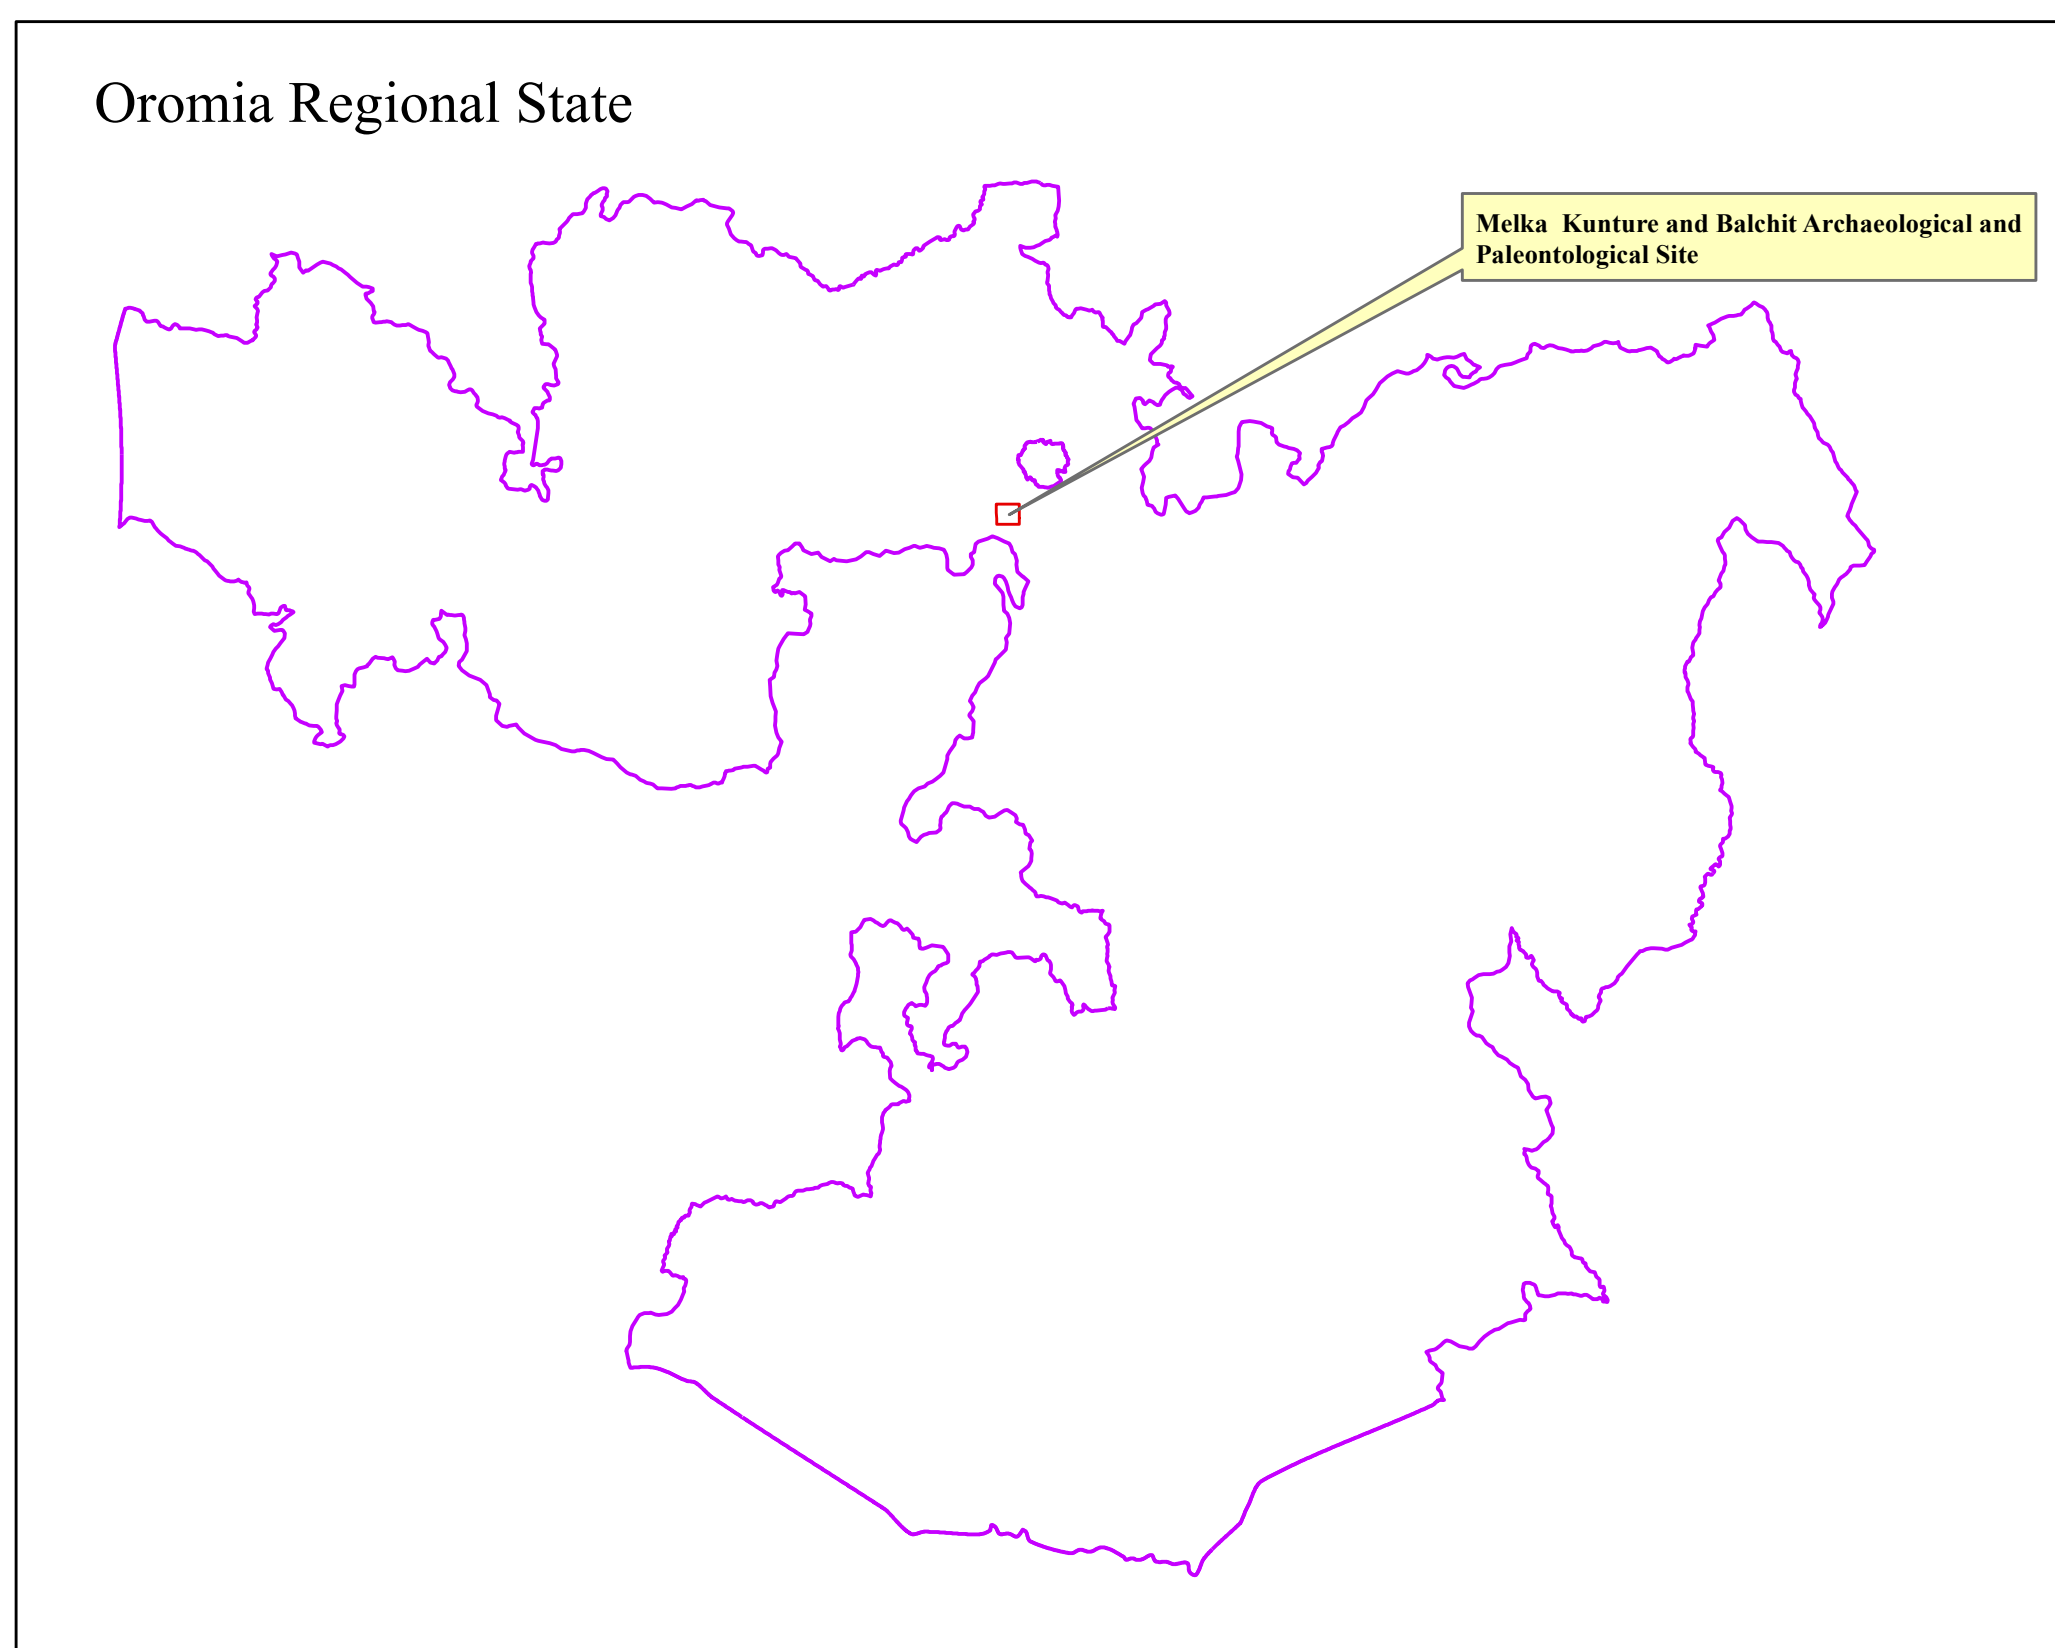 Oromia Regional State
Melka  Kunture and Balchit Archaeological and
Paleontological Site